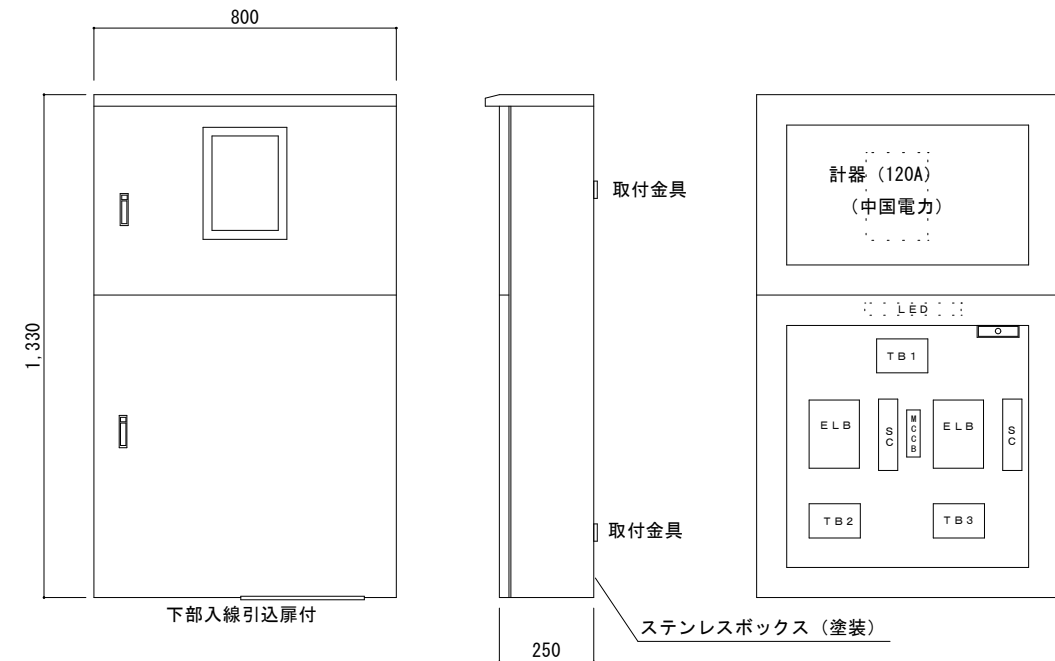 800
1,330
下部入線引込扉付
取付金具
取付金具
250
ステンレスボックス（塗装）
計器（120A）
（中国電力）
LED
TB1
ELB
SC
MCCB
ELB
SC
TB2
TB3